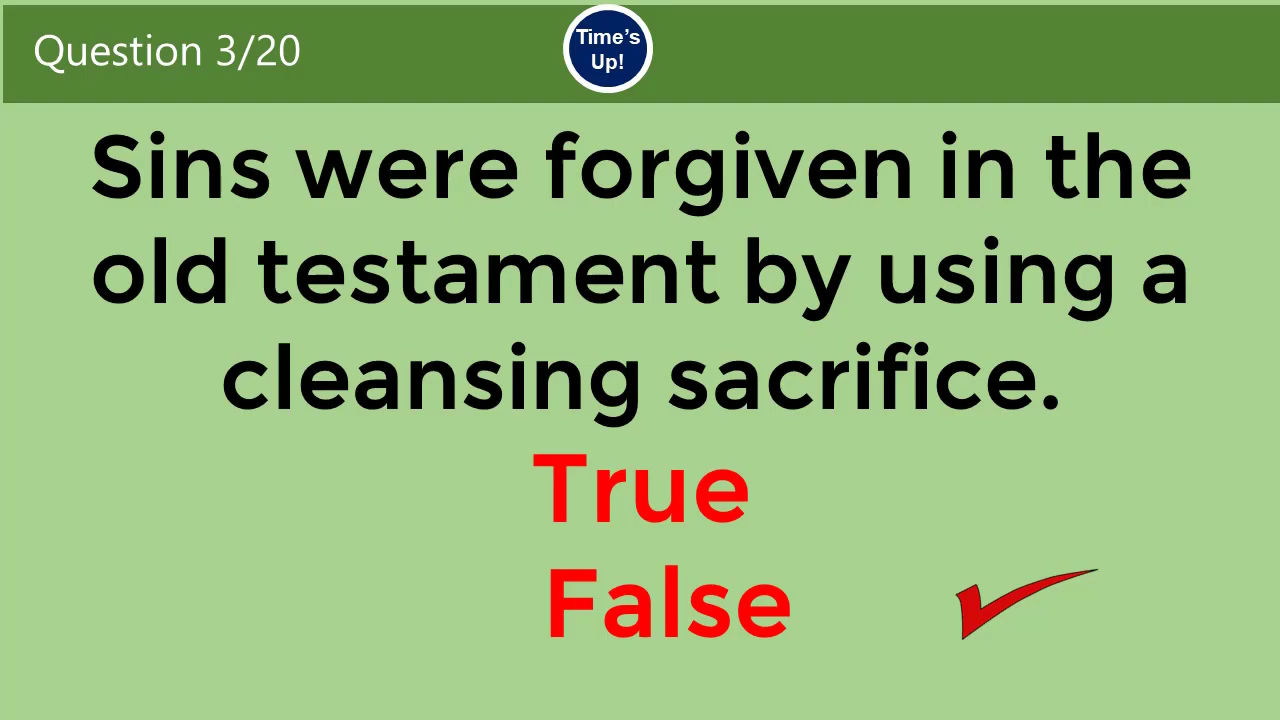 Question 3/20
Time's
Up!
Sins were forgiven in the
old testament by using a
cleansing sacrifice.
True
False